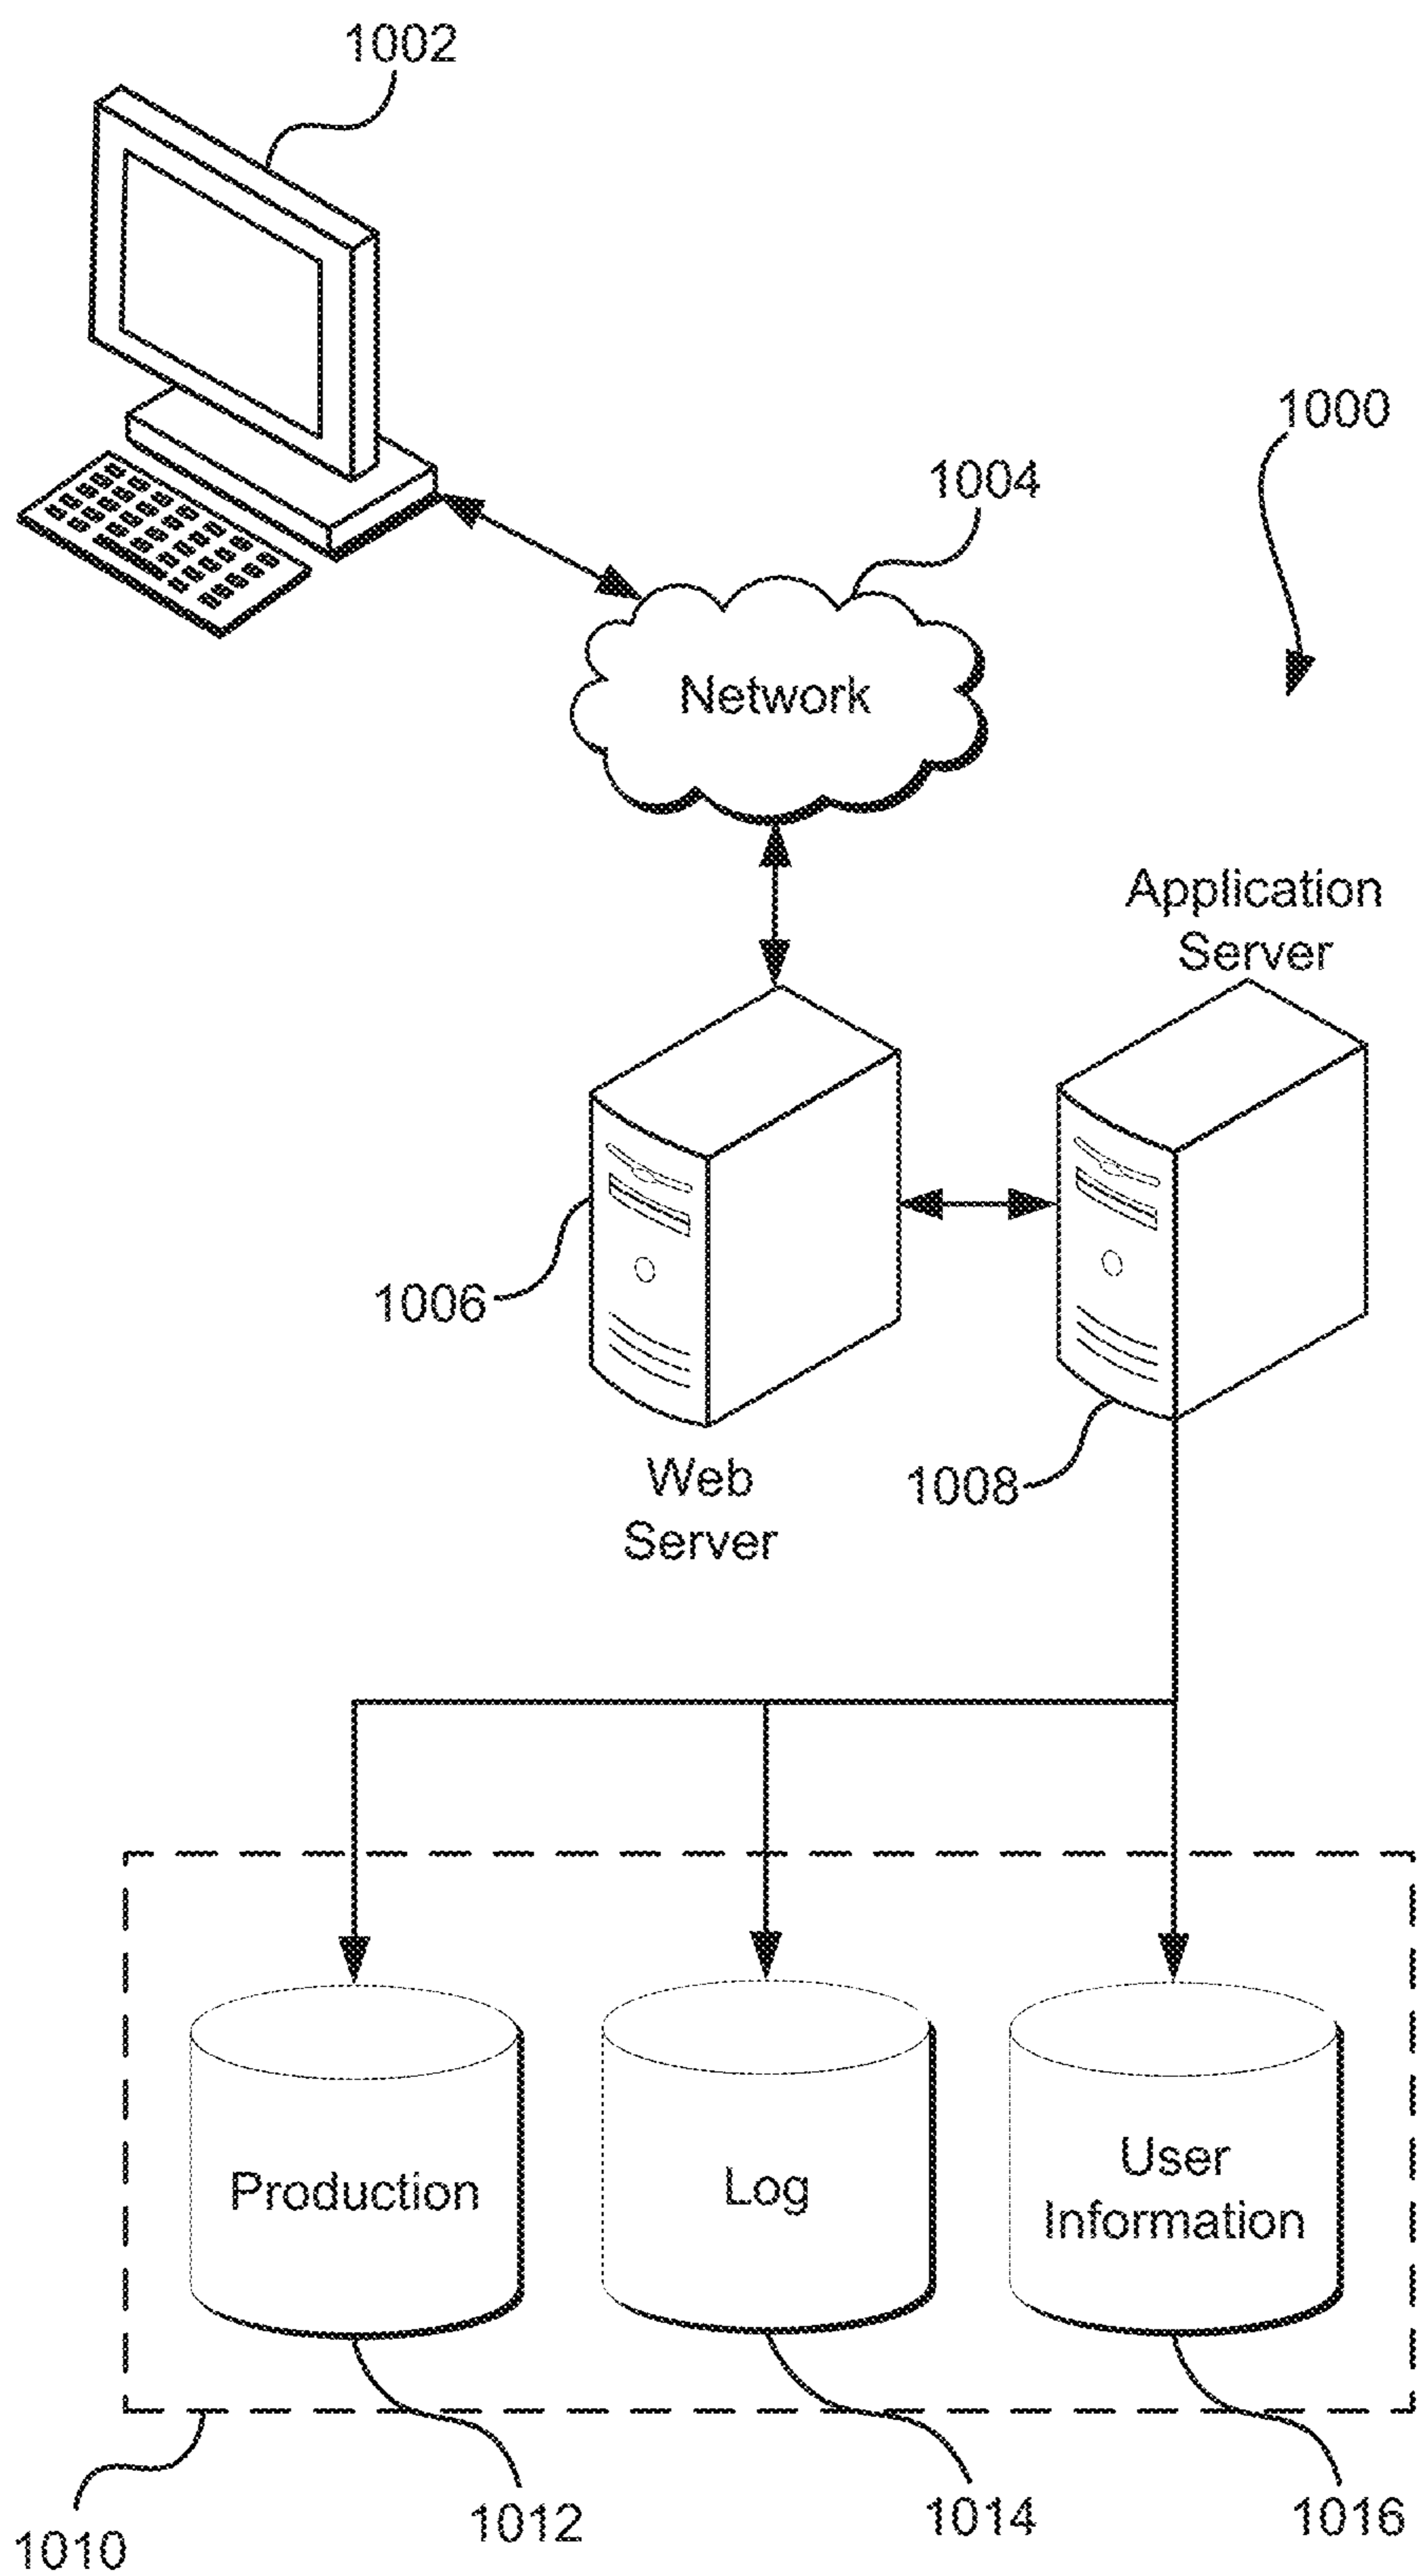 1002
1000
1004
Network
Application
Server
1006
Web
Server
1008
Production
Log
User
Information
1010
1012
1014
1016